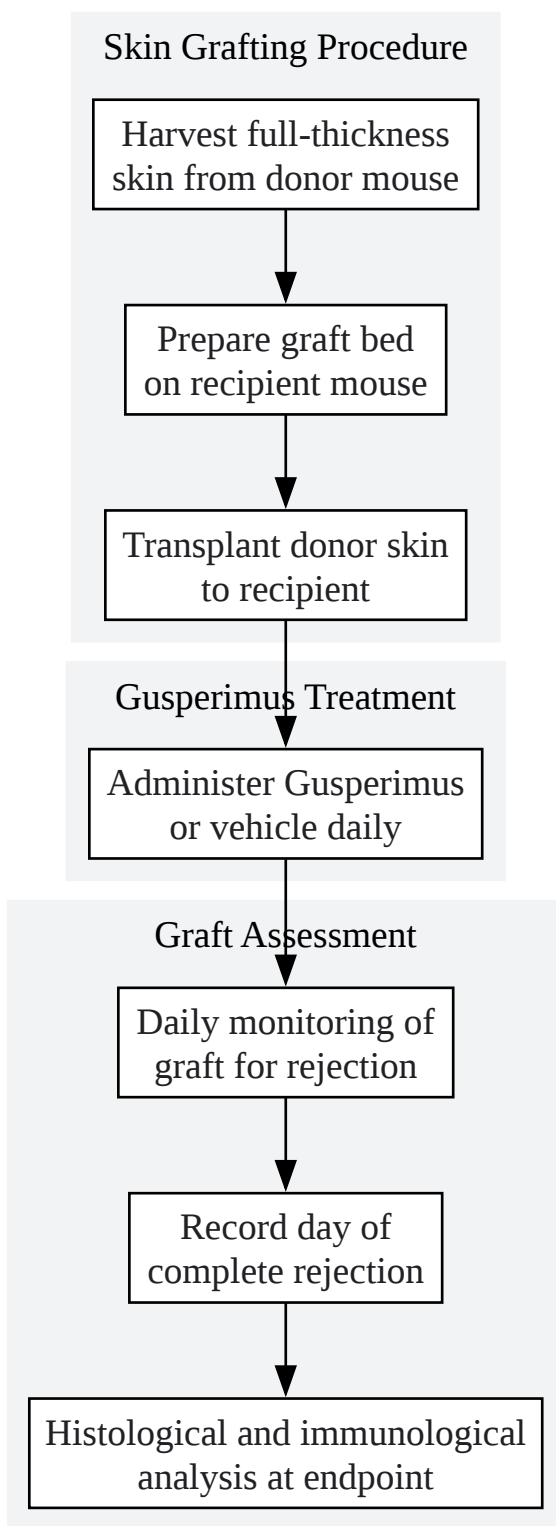 Skin Grafting Procedure
Harvest full-thickness
skin from donor mouse
Prepare graft bed
on recipient mouse
Transplant donor skin
to recipient
Gusperimus Treatment
Administer Gusperimus
or vehicle daily
Graft Assessment
Daily monitoring of
graft for rejection
Record day of
complete rejection
Histological and immunological
analysis at endpoint